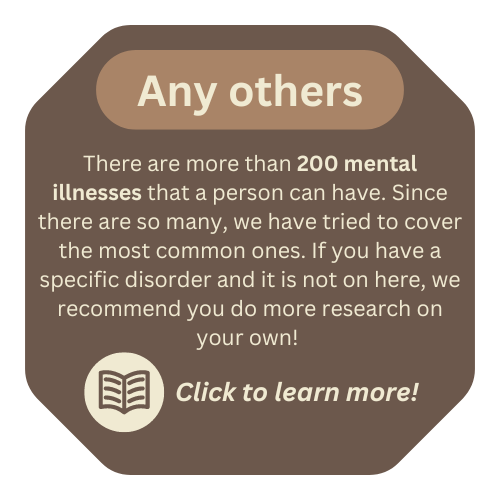 Any others
There are more than 200 mental
illnesses that a person can have. Since
there are so many, we have tried to cover
the most common ones. If you have a
specific disorder and it is not on here, we
recommend you do more research on
your own!
Click to learn more!